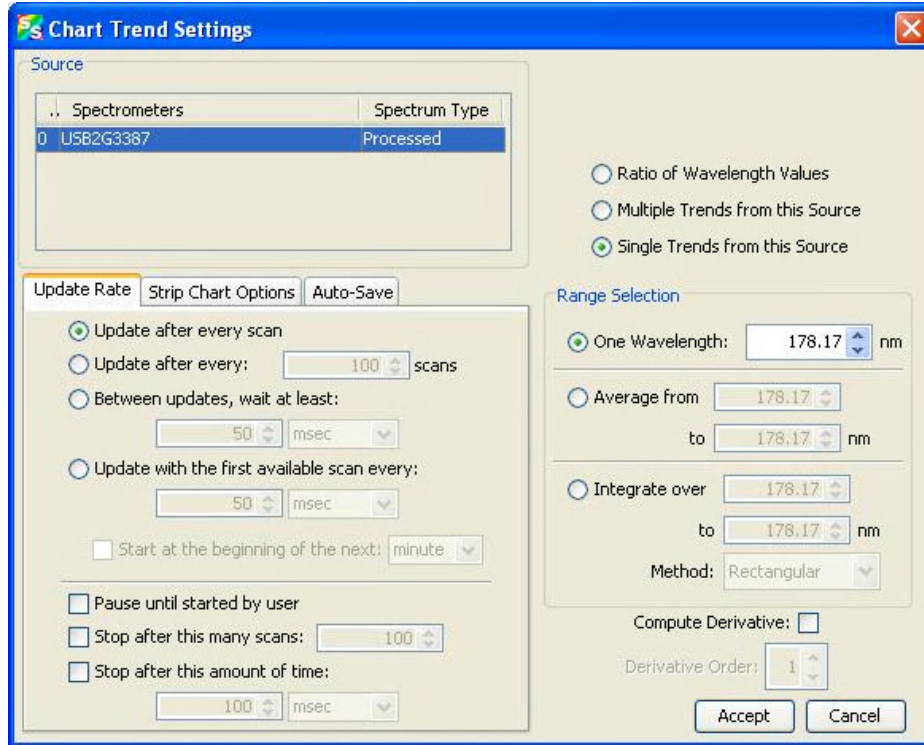 Chart Trend Settings
Source
.. Spectrometers Spectrum Type
0 USB2G3387 Processed
Ratio of Wavelength Values
Multiple Trends from this Source
Single Trends from this Source
Update Rate Strip Chart Options Auto-Save
Update after every scan
Update after every: 100 scans
Between updates, wait at least:
50 msec
Update with the first available scan every:
50 msec
Start at the beginning of the next: minute
Pause until started by user
Stop after this many scans: 100
Stop after this amount of time:
100 msec
Range Selection
One Wavelength: 178.17 nm
Average from 178.17
to 178.17 nm
Integrate over 178.17
to 178.17 nm
Method: Rectangular
Compute Derivative:
Derivative Order: 1
Accept Cancel